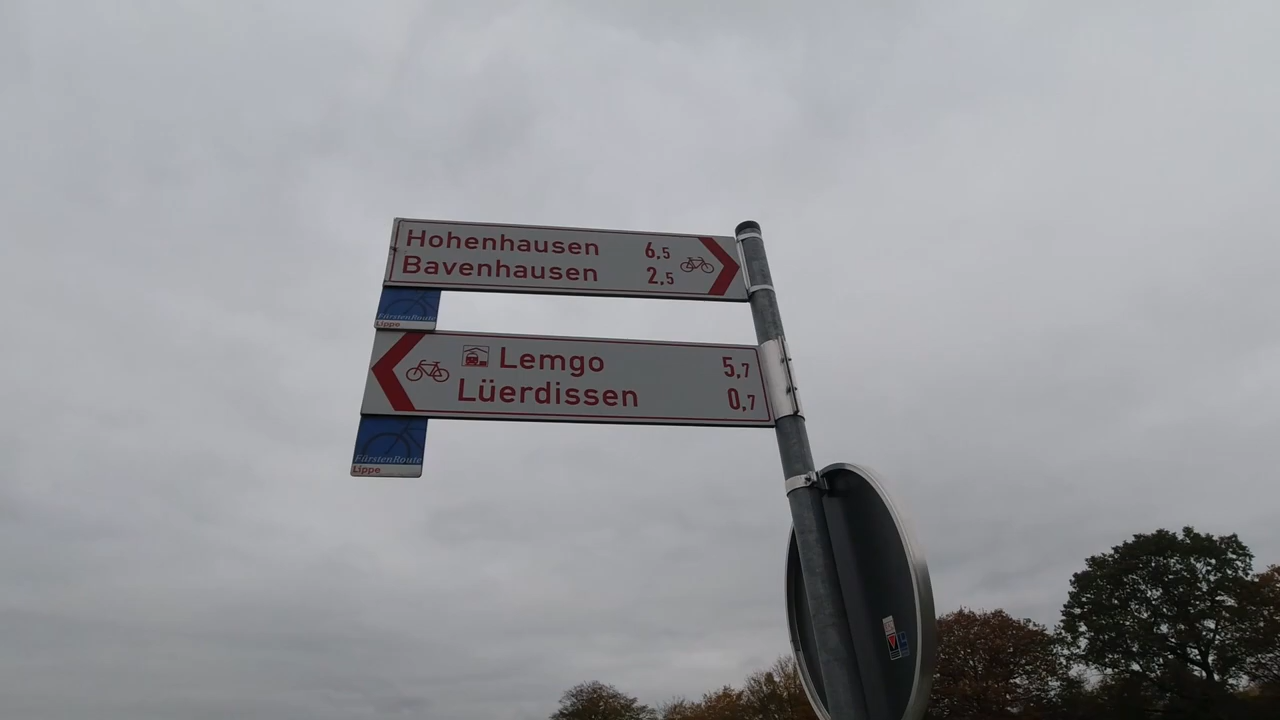 Hohenhausen 6,5
Bavenhausen 2,5
FürstenRoute
Lippe
Lemgo 5,7
Lüerdissen 0,7
FürstenRoute
Lippe